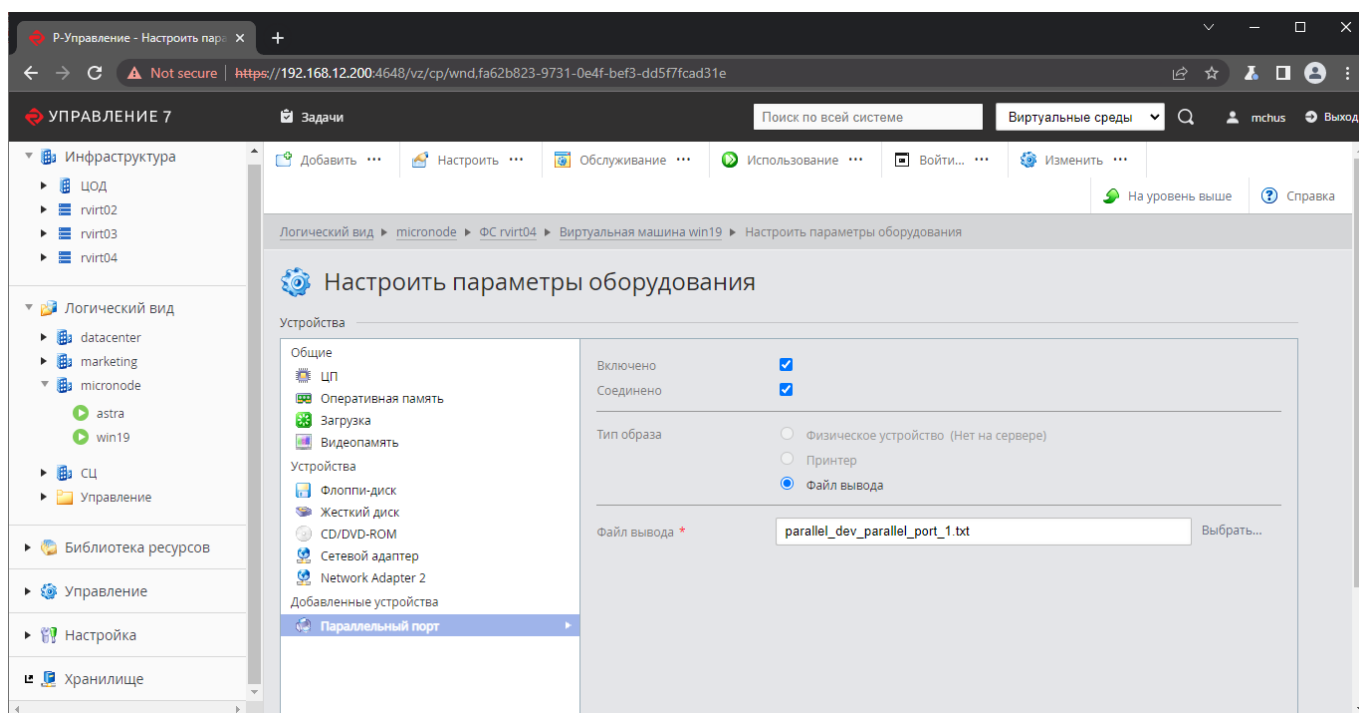 Р-Управление - Настроить пара
Not secure | https://192.168.12.200:4648/vz/cp/wnd,fa62b823-9731-0e4f-bef3-dd5f7fcad31e
УПРАВЛЕНИЕ 7
Задачи
Поиск по всей системе
Виртуальные среды
mchus
Выход
Инфраструктура
ЦОД
rvirt02
rvirt03
rvirt04
Логический вид
datacenter
marketing
micronode
astra
win19
СЦ
Управление
Библиотека ресурсов
Управление
Настройка
Хранилище
Добавить ...
Настроить ...
Обслуживание ...
Использование ...
Войти... ...
Изменить ...
На уровень выше
Справка
Логический вид ▸ micronode ▸ ФС rvirt04 ▸ Виртуальная машина win19 ▸ Настроить параметры оборудования
Настроить параметры оборудования
Устройства
Общие
ЦП
Оперативная память
Загрузка
Видеопамять
Устройства
Флоппи-диск
Жесткий диск
CD/DVD-ROM
Сетевой адаптер
Network Adapter 2
Добавленные устройства
Параллельный порт
Включено
Соединено
Тип образа
Физическое устройство (Нет на сервере)
Принтер
Файл вывода
Файл вывода *
parallel_dev_parallel_port_1.txt
Выбрать...